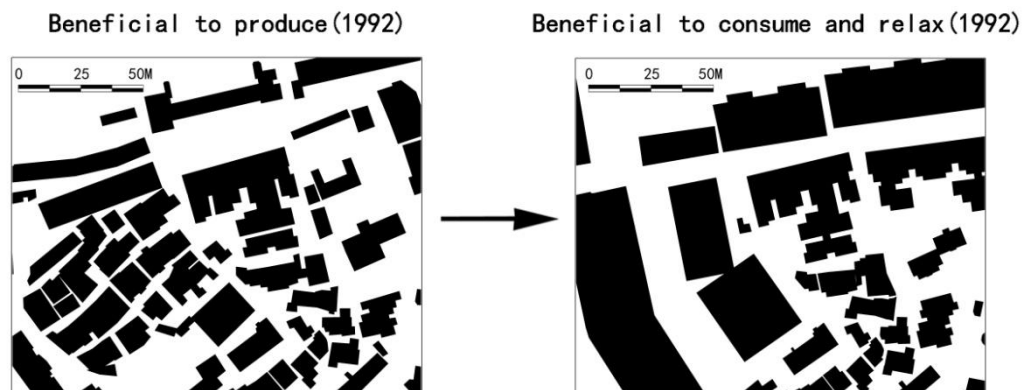 Beneficial to produce(1992)
Beneficial to consume and relax(1992)
0 25 50M
0 25 50M